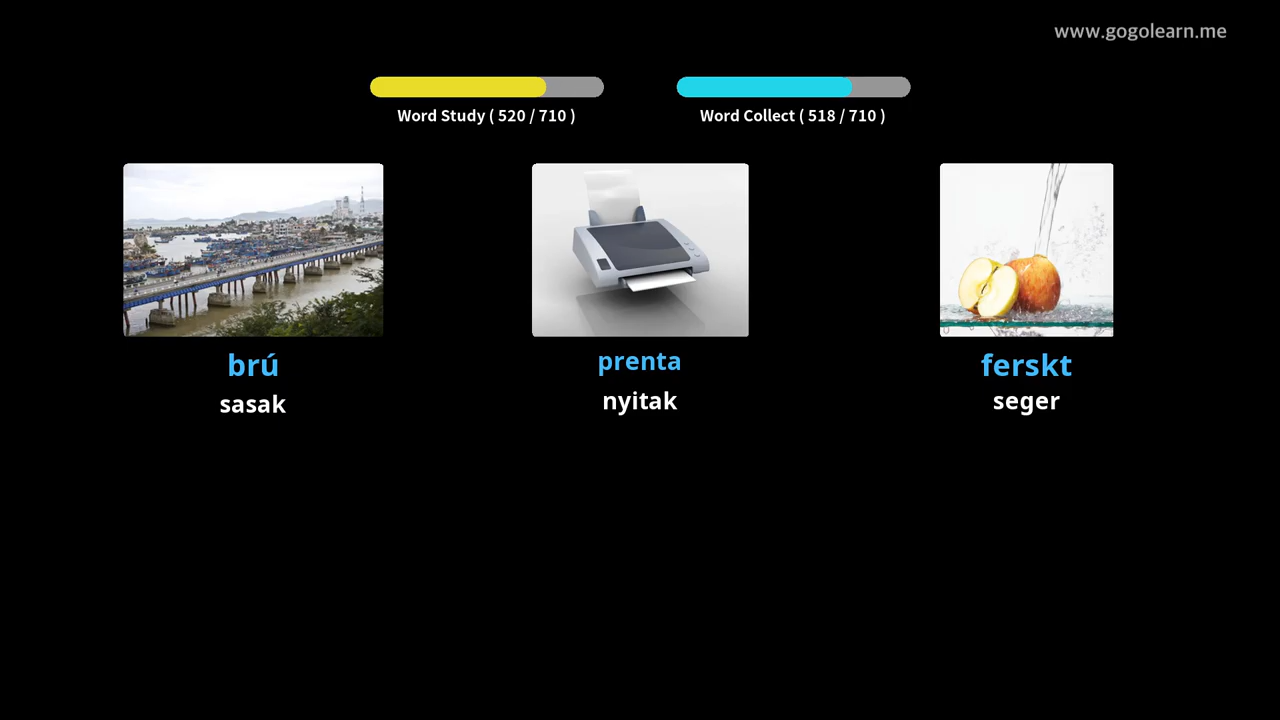 www.gogolearn.me
Word Study ( 520 / 710 )
Word Collect ( 518 / 710 )
brú
sasak
prenta
nyitak
ferskt
seger